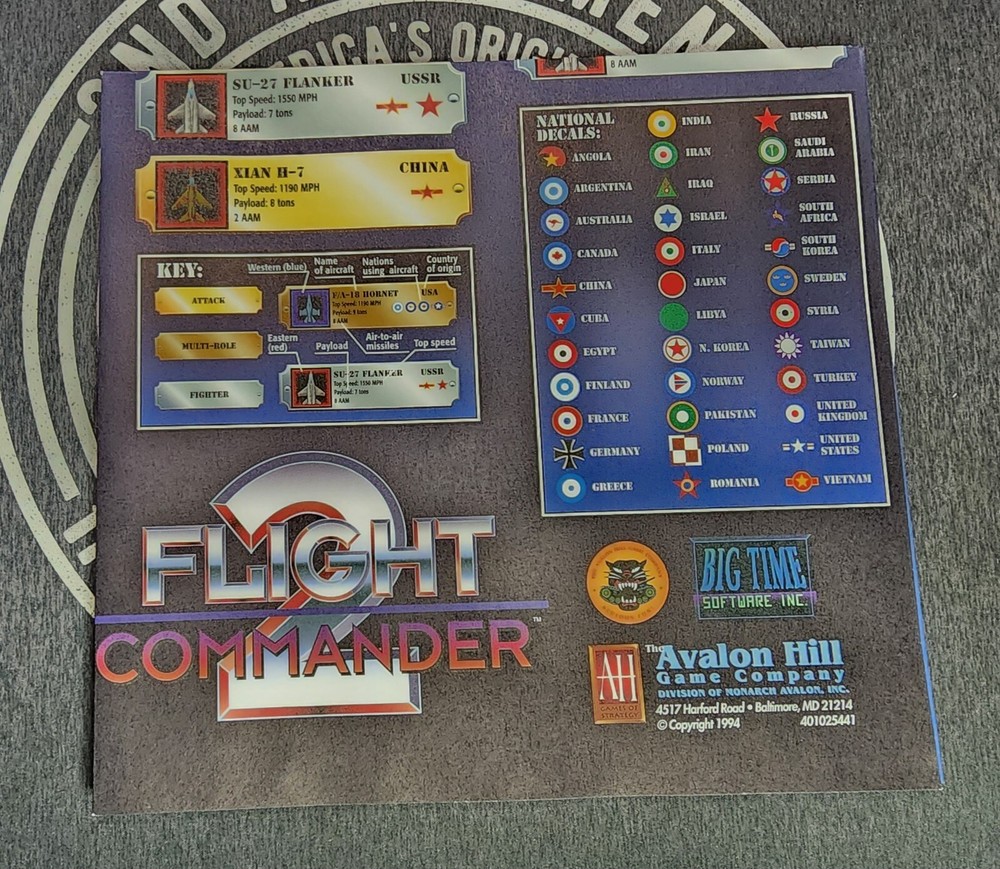 AMERICA'S ORIG
SU-27 FLANKER USSR
Top Speed: 1550 MPH
Payload: 7 tons
8 AAM
XIAN H-7 CHINA
Top Speed: 1190 MPH
Payload: 8 tons
2 AAM
KEY:
Western (blue)
Name of aircraft
Nations using aircraft
Country of origin
ATTACK
F/A-18 HORNET USA
Top Speed: 1190 MPH
Payload: 9 tons
8 AAM
MULTI-ROLE
Eastern (red)
Payload
Air-to-air missiles
Top speed
FIGHTER
SU-27 FLANKER USSR
Top Speed: 1550 MPH
Payload: 7 tons
8 AAM
8 AAM
NATIONAL
DECALS:
ANGOLA
ARGENTINA
AUSTRALIA
CANADA
CHINA
CUBA
EGYPT
FINLAND
FRANCE
GERMANY
GREECE
INDIA
IRAN
IRAQ
ISRAEL
ITALY
JAPAN
LIBYA
N. KOREA
NORWAY
PAKISTAN
POLAND
ROMANIA
RUSSIA
SAUDI
ARABIA
SERBIA
SOUTH
AFRICA
SOUTH
KOREA
SWEDEN
SYRIA
TAIWAN
TURKEY
UNITED
KINGDOM
UNITED
STATES
VIETNAM
2
FLIGHT
COMMANDER™
BIG TIME
SOFTWARE INC.
AH
GAMES OF
STRATEGY
The Avalon Hill
Game Company
DIVISION OF MONARCH AVALON, INC.
4517 Harford Road • Baltimore, MD 21214
© Copyright 1994 401025441